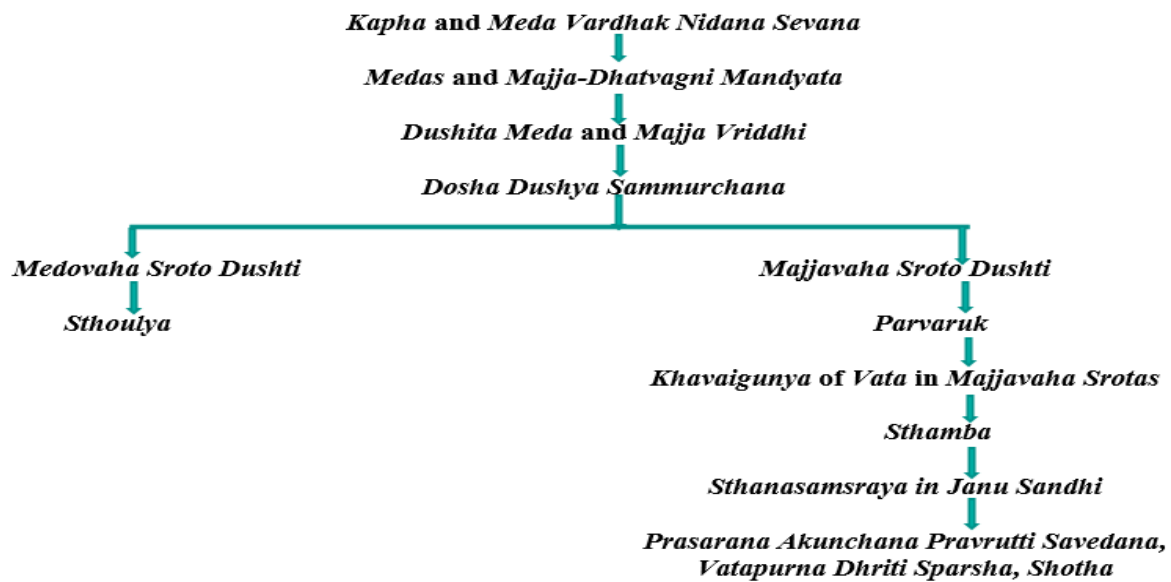 Kapha and Meda Vardhak Nidana Sevana
Medas and Majja-Dhatvagni Mandyata
Dushita Meda and Majja Vriddhi
Dosha Dushya Sammurchana
Medovaha Sroto Dushti
Sthoulya
Majjavaha Sroto Dushti
Parvaruk
Khavaigunya of Vata in Majjavaha Srotas
Sthamba
Sthanasamsraya in Janu Sandhi
Prasarana Akunchana Pravrutti Savedana,
Vatapurna Dhriti Sparsha, Shotha